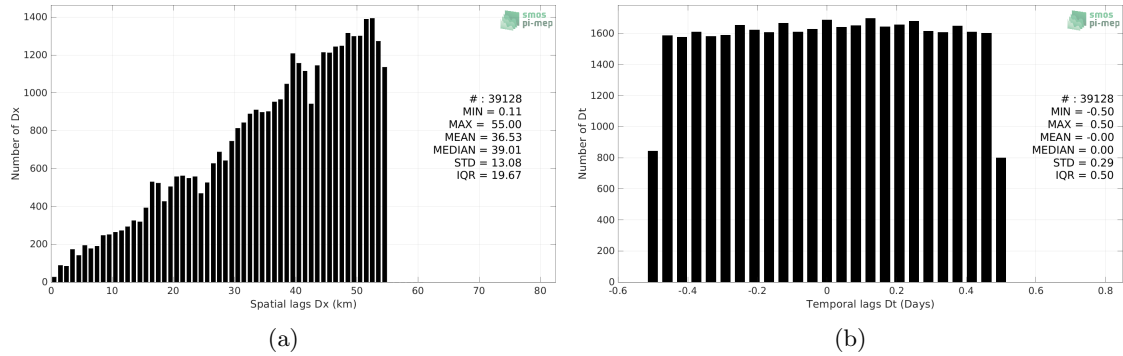 smos
pi-mep
1400
1200
1000
800
600
400
200
0
Number of Dx
# : 39128
MIN = 0.11
MAX = 55.00
MEAN = 36.53
MEDIAN = 39.01
STD = 13.08
IQR = 19.67
0 10 20 30 40 50 60 70 80
Spatial lags Dx (km)
(a)
smos
pi-mep
1600
1400
1200
1000
800
600
400
200
0
Number of Dt
# : 39128
MIN = -0.50
MAX = 0.50
MEAN = -0.00
MEDIAN = 0.00
STD = 0.29
IQR = 0.50
-0.6 -0.4 -0.2 0 0.2 0.4 0.6 0.8
Temporal lags Dt (Days)
(b)